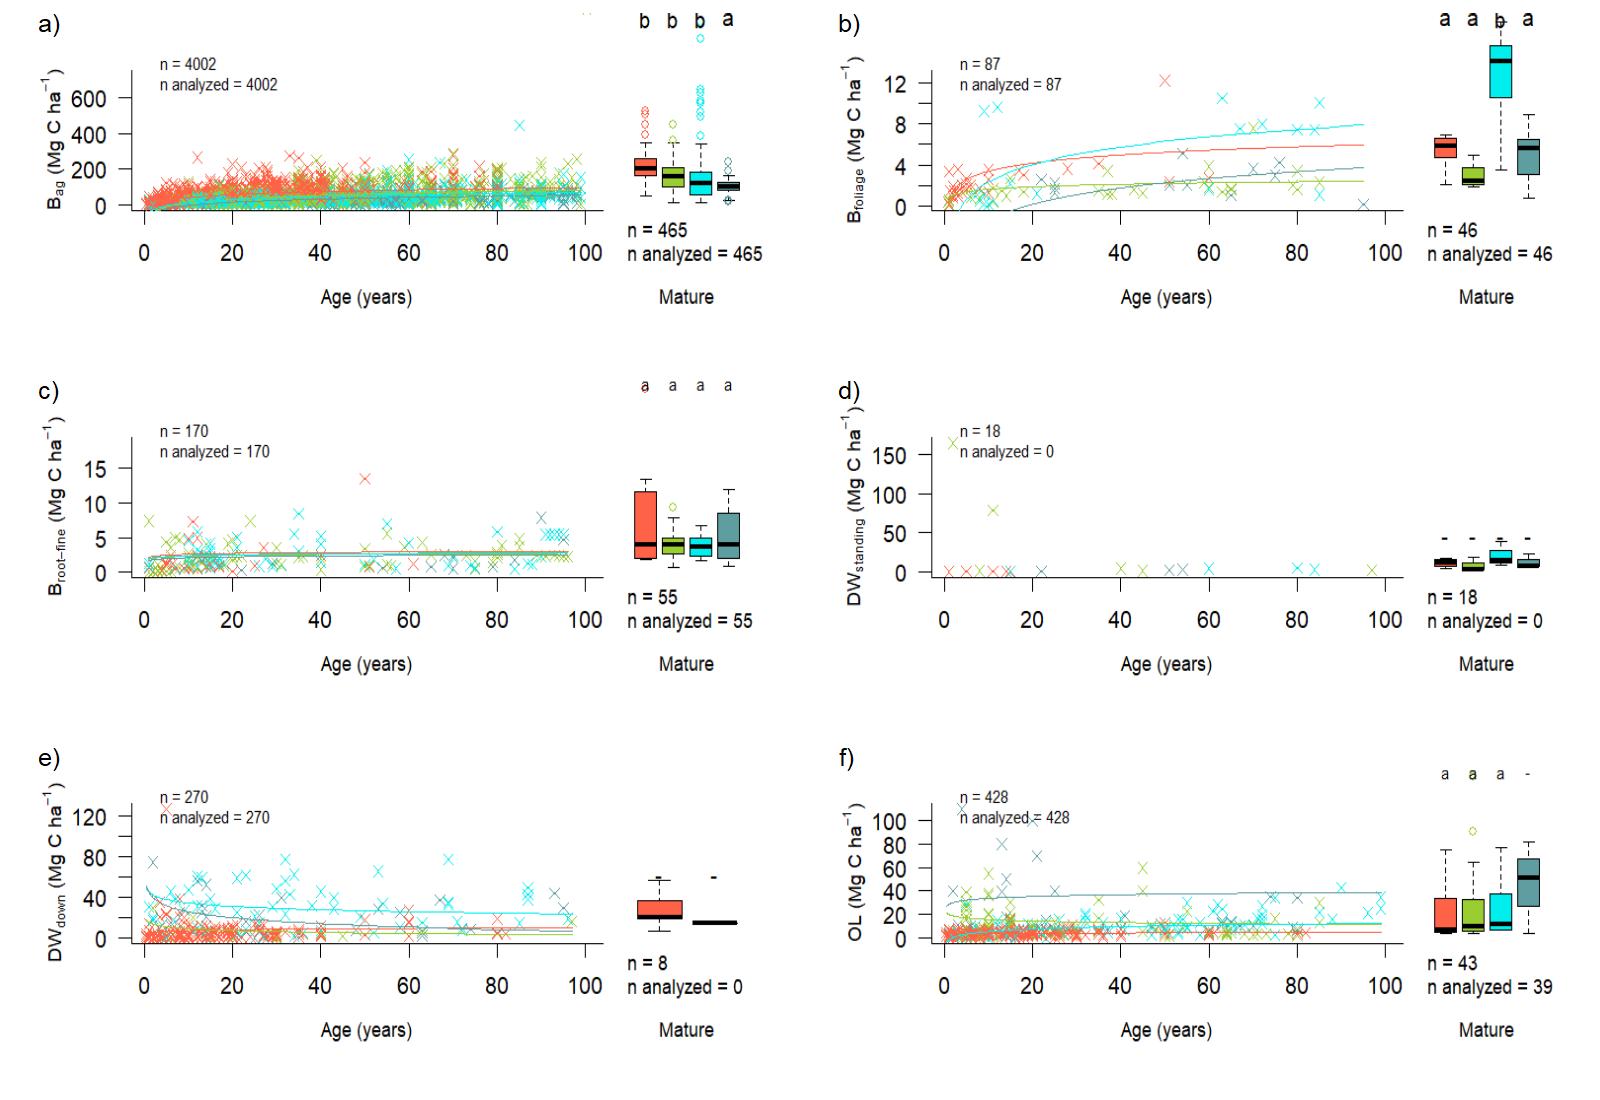 a)
b b b a
n = 4002
n analyzed = 4002
B_ag (Mg C ha⁻¹)
600
400
200
0
0 20 40 60 80 100
Age (years)
n = 465
n analyzed = 465
Mature
b)
a a b a
n = 87
n analyzed = 87
B_foliage (Mg C ha⁻¹)
12
8
4
0
0 20 40 60 80 100
Age (years)
n = 46
n analyzed = 46
Mature
c)
a a a a
n = 170
n analyzed = 170
B_root−fine (Mg C ha⁻¹)
15
10
5
0
0 20 40 60 80 100
Age (years)
n = 55
n analyzed = 55
Mature
d)
n = 18
n analyzed = 0
DW_standing (Mg C ha⁻¹)
150
100
50
0
- - - -
0 20 40 60 80 100
Age (years)
n = 18
n analyzed = 0
Mature
e)
n = 270
n analyzed = 270
DW_down (Mg C ha⁻¹)
120
80
40
0
- -
0 20 40 60 80 100
Age (years)
n = 8
n analyzed = 0
Mature
f)
a a a -
n = 428
n analyzed = 428
OL (Mg C ha⁻¹)
100
80
60
40
20
0
0 20 40 60 80 100
Age (years)
n = 43
n analyzed = 39
Mature